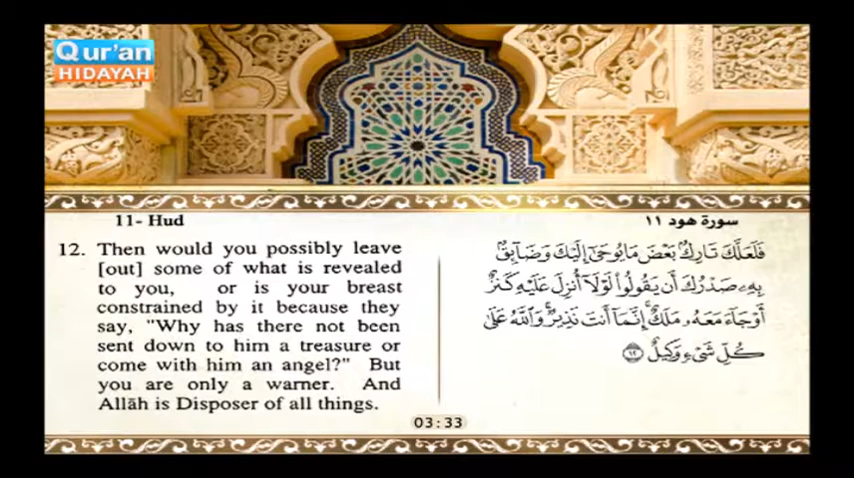 Qur'an
HIDAYAH
11- Hud
سورة هود ١١
12. Then would you possibly leave
[out] some of what is revealed
to you, or is your breast
constrained by it because they
say, "Why has there not been
sent down to him a treasure or
come with him an angel?" But
you are only a warner. And
Allāh is Disposer of all things.
فَلَعَلَّكَ تَارِكٌۢ بَعْضَ مَا يُوحَىٰٓ إِلَيْكَ وَضَآئِقٌۢ
بِهِۦ صَدْرُكَ أَن يَقُولُوا۟ لَوْلَآ أُنزِلَ عَلَيْهِ كَنزٌ
أَوْ جَآءَ مَعَهُۥ مَلَكٌ ۚ إِنَّمَآ أَنتَ نَذِيرٌ ۚ وَٱللَّهُ عَلَىٰ
كُلِّ شَىْءٍ وَكِيلٌ ١٢
03:33